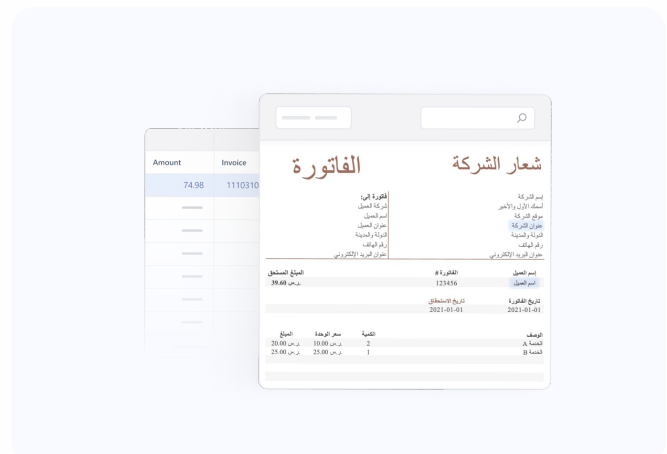 Amount Invoice
74.98 1110310
شعار الشركة الفاتورة
إسم الشركة فاتورة إلى:
أسمك الأول والأخير شركة العميل
موقع الشركة اسم العميل
عنوان الشركة عنوان العميل
الدولة والمدينة الدولة والمدينة
رقم الهاتف رقم الهاتف
عنوان البريد الإلكتروني عنوان البريد الإلكتروني
إسم العميل الفاتورة # المبلغ المستحق
اسم العميل 123456 ر.س. 39.60
تاريخ الفاتورة تاريخ الاستحقاق
2021-01-01 2021-01-01
الوصف الكمية سعر الوحدة المبلغ
الخدمة A 2 ر.س. 10.00 ر.س. 20.00
الخدمة B 1 ر.س. 25.00 ر.س. 25.00